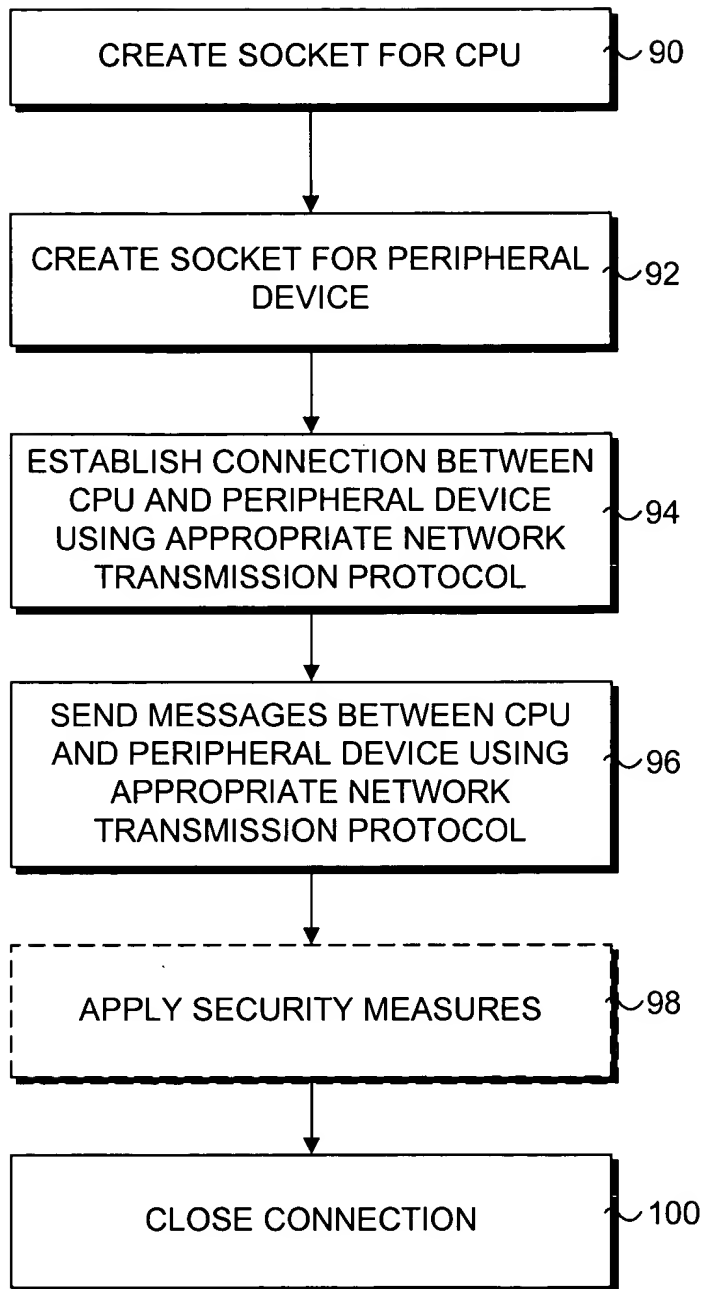 CREATE SOCKET FOR CPU
90
CREATE SOCKET FOR PERIPHERAL
DEVICE
92
ESTABLISH CONNECTION BETWEEN
CPU AND PERIPHERAL DEVICE
USING APPROPRIATE NETWORK
TRANSMISSION PROTOCOL
94
SEND MESSAGES BETWEEN CPU
AND PERIPHERAL DEVICE USING
APPROPRIATE NETWORK
TRANSMISSION PROTOCOL
96
APPLY SECURITY MEASURES
98
CLOSE CONNECTION
100